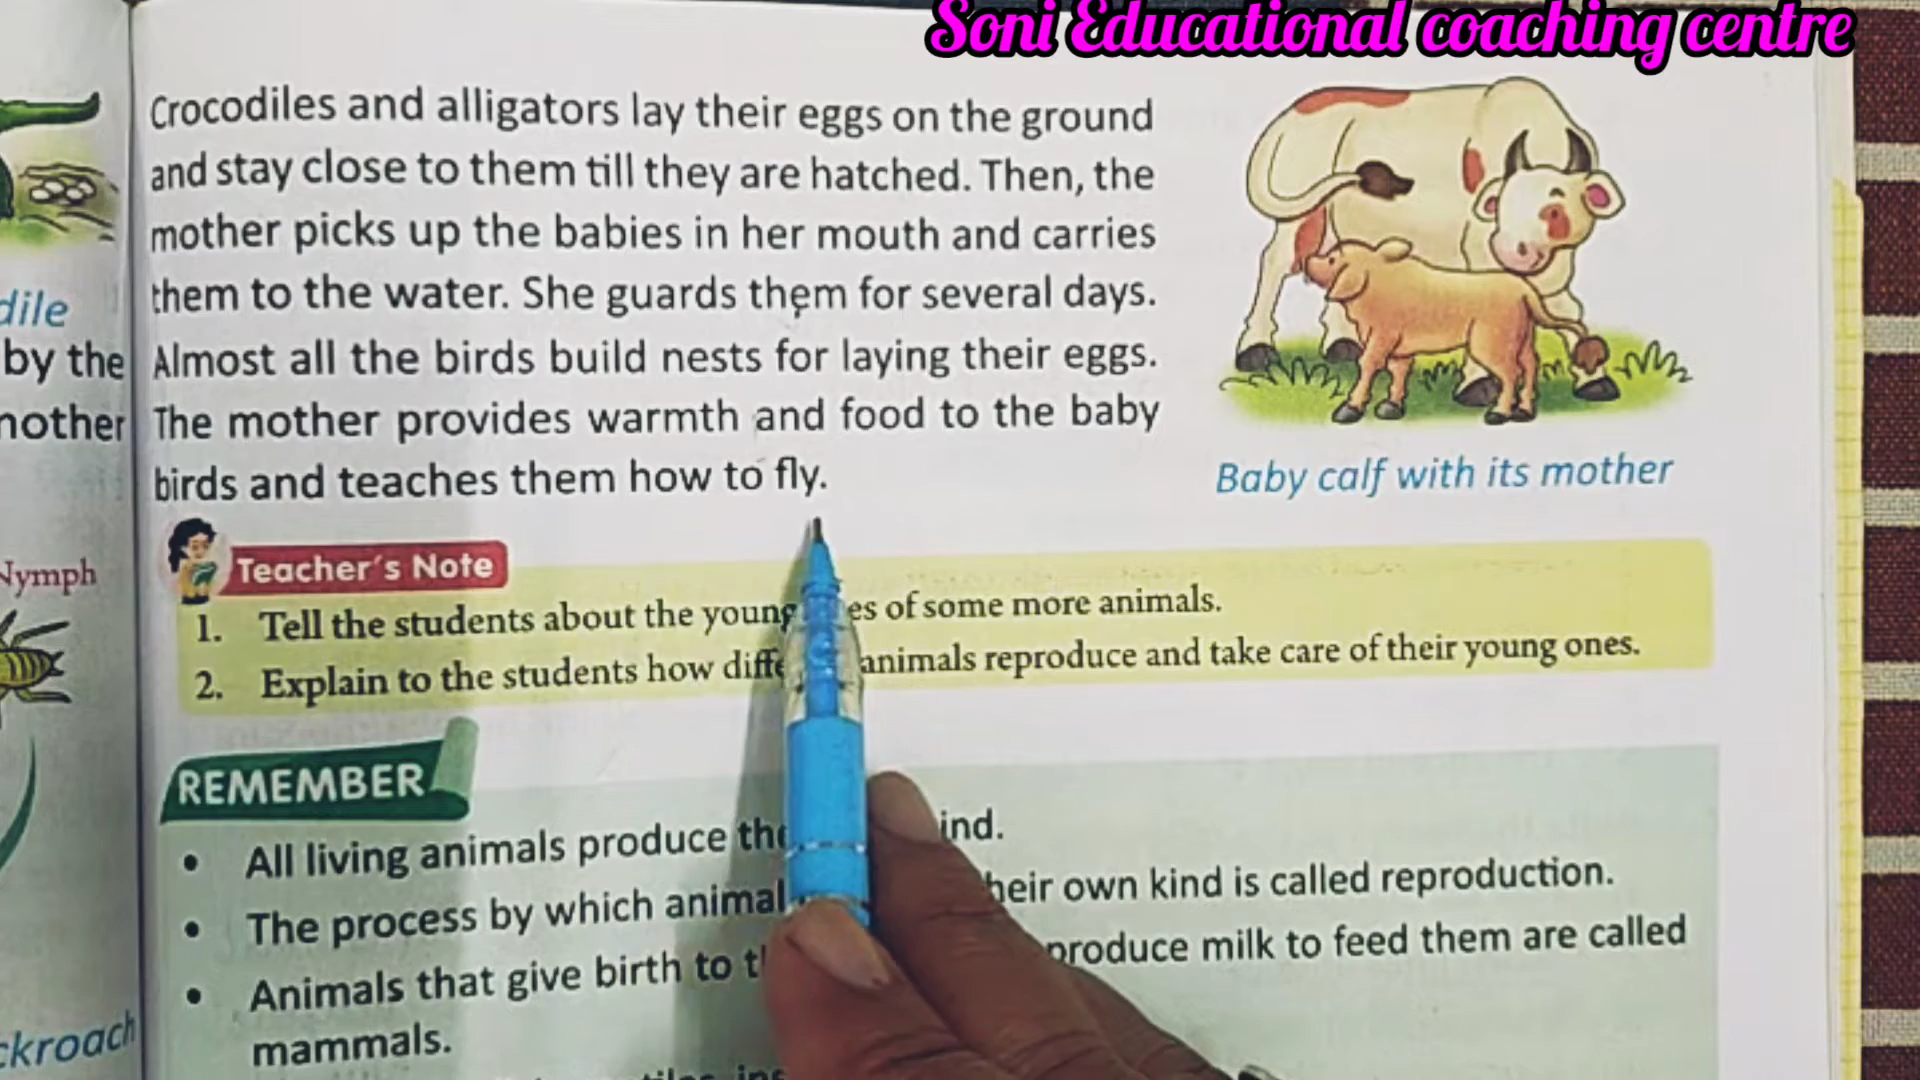 Soni Educational coaching centre
Crocodiles and alligators lay their eggs on the ground
and stay close to them till they are hatched. Then, the
mother picks up the babies in her mouth and carries
them to the water. She guards them for several days.
Almost all the birds build nests for laying their eggs.
The mother provides warmth and food to the baby
birds and teaches them how to fly.
Baby calf with its mother
Teacher's Note
1. Tell the students about the young of some more animals.
2. Explain to the students how animals reproduce and take care of their young ones.
REMEMBER
• All living animals produce
• The process by which their own kind is called reproduction.
• Animals that give birth to produce milk to feed them are called
mammals.
dile
by the
mother
Nymph
ckroach